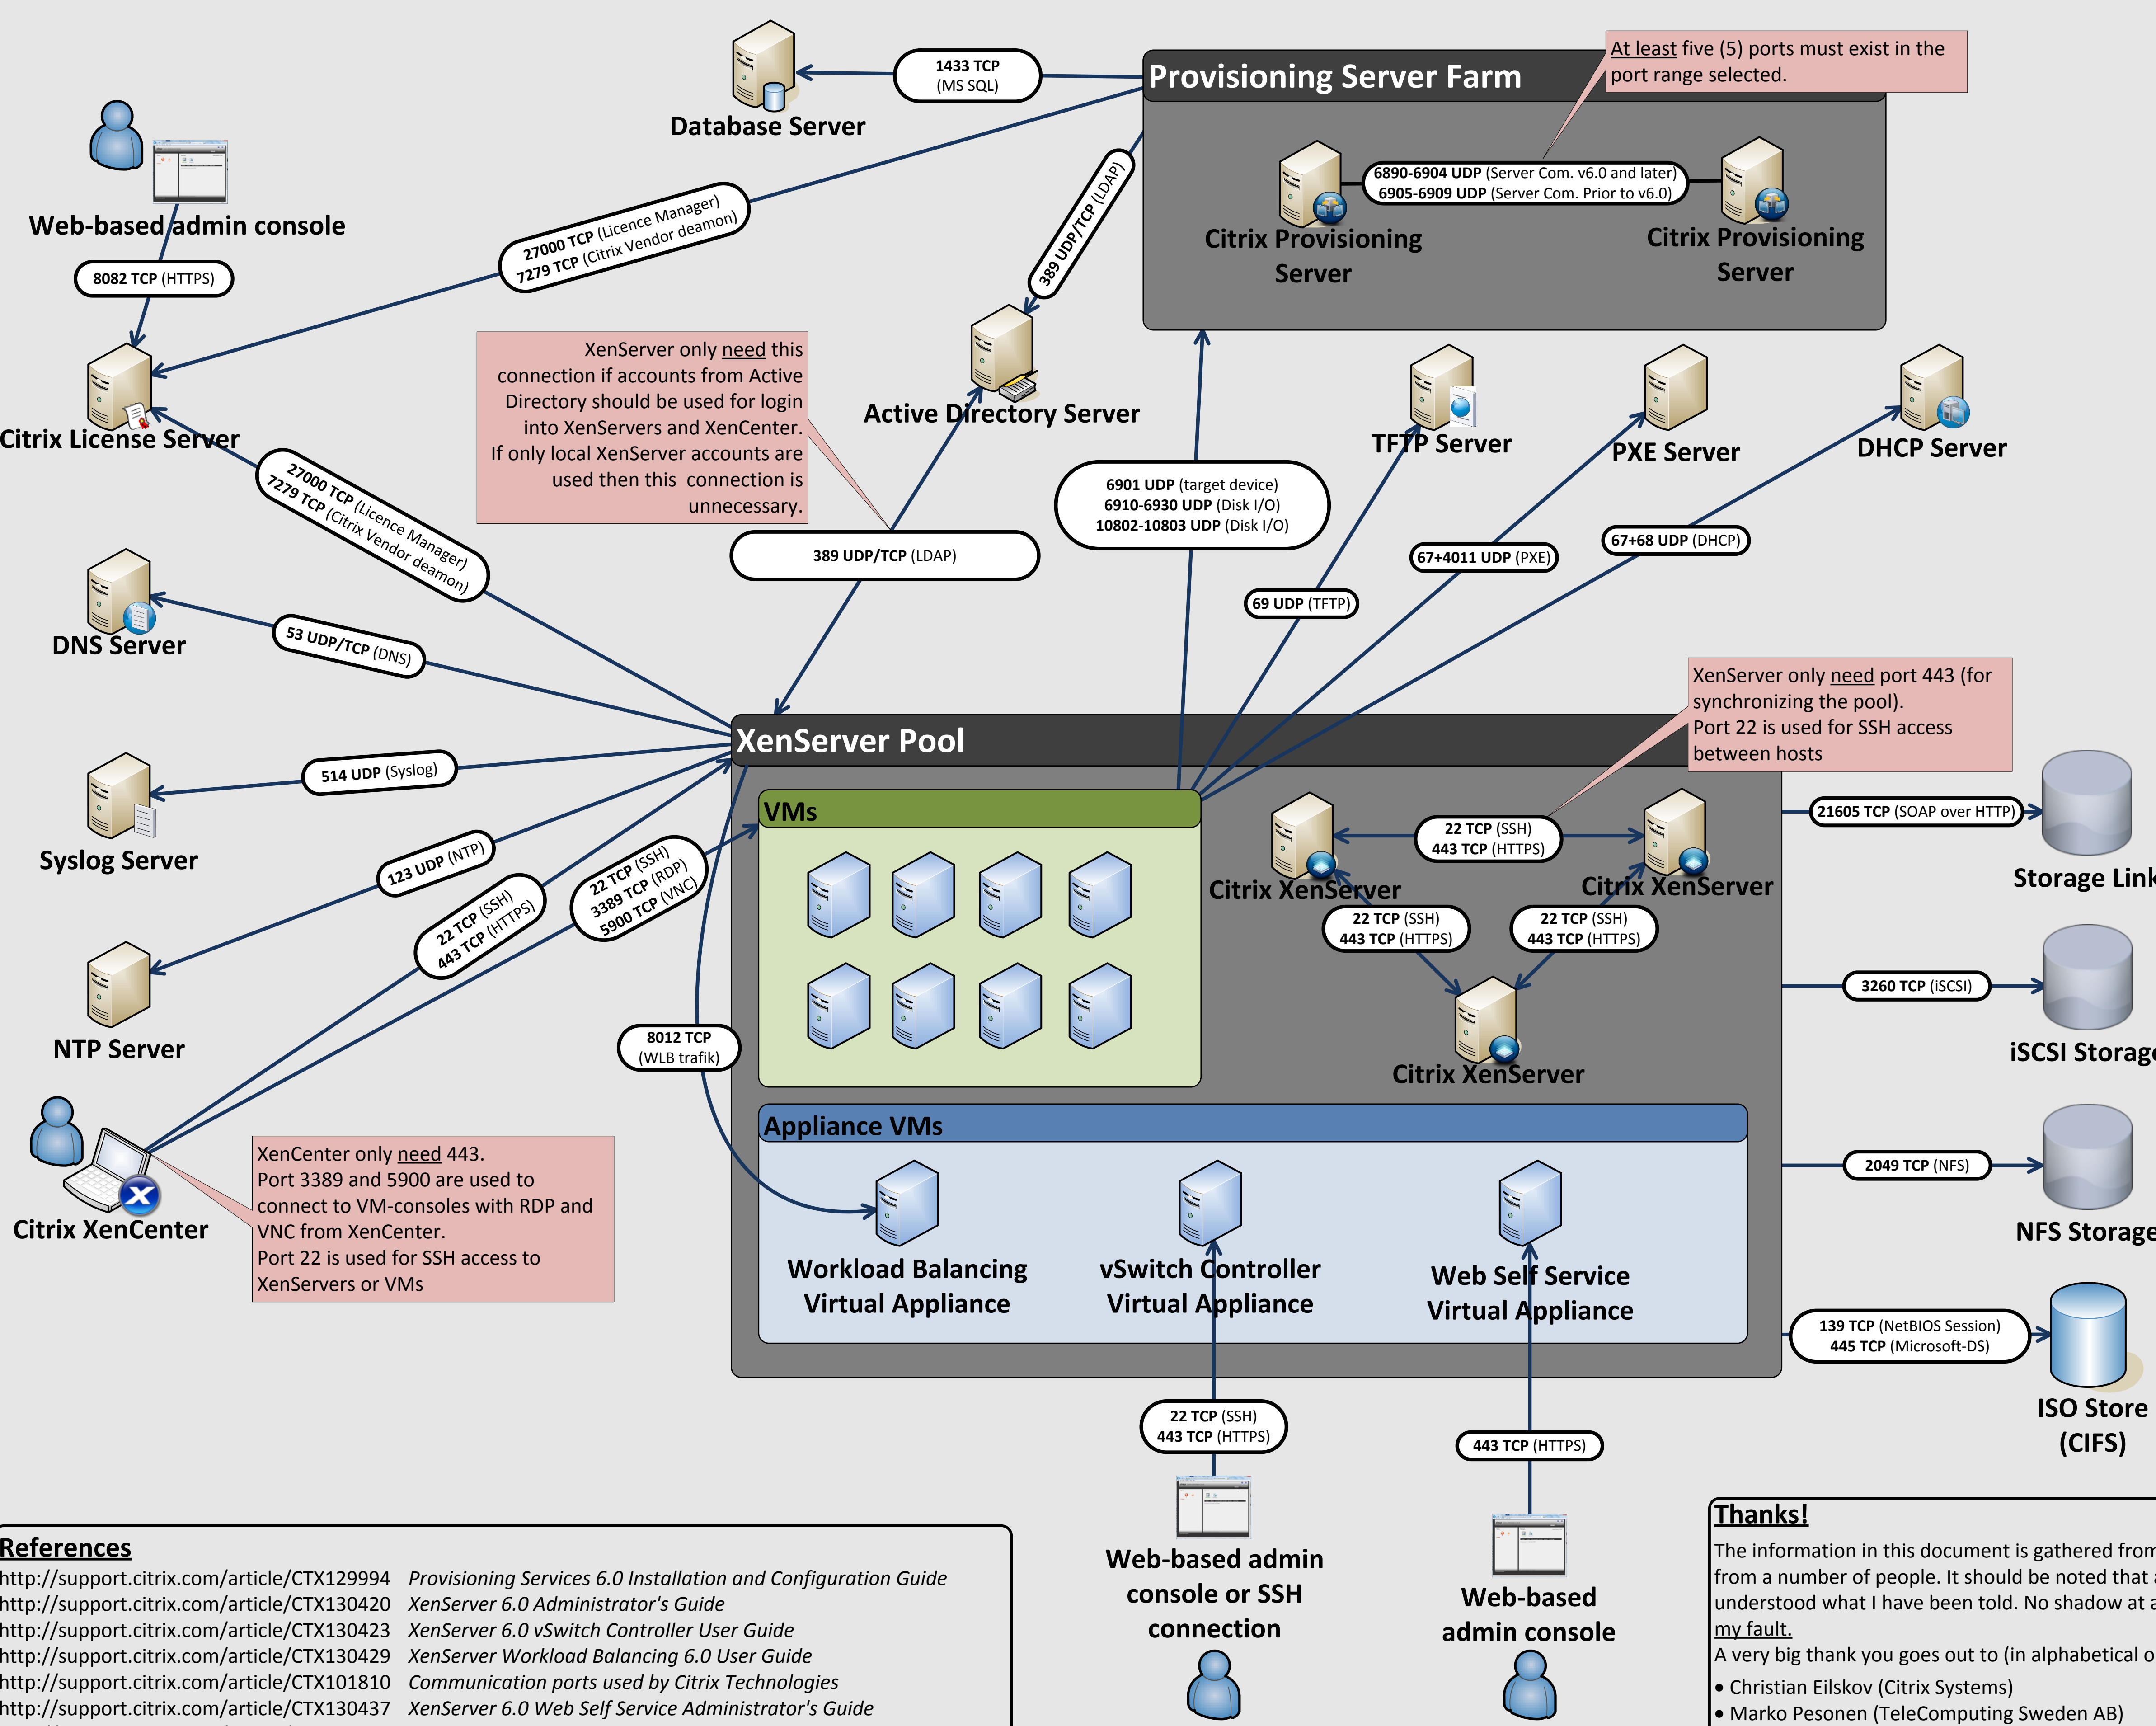 Database Server
1433 TCP
(MS SQL)
Provisioning Server Farm
At least five (5) ports must exist in the
port range selected.
6890-6904 UDP (Server Com. v6.0 and later)
6905-6909 UDP (Server Com. Prior to v6.0)
Citrix Provisioning
Server
Citrix Provisioning
Server
Web-based admin console
8082 TCP (HTTPS)
27000 TCP (Licence Manager)
7279 TCP (Citrix Vendor deamon)
389 UDP/TCP (LDAP)
Citrix License Server
XenServer only need this
connection if accounts from Active
Directory should be used for login
into XenServers and XenCenter.
If only local XenServer accounts are
used then this connection is
unnecessary.
Active Directory Server
TFTP Server
PXE Server
DHCP Server
27000 TCP (Licence Manager)
7279 TCP (Citrix Vendor deamon)
389 UDP/TCP (LDAP)
6901 UDP (target device)
6910-6930 UDP (Disk I/O)
10802-10803 UDP (Disk I/O)
69 UDP (TFTP)
67+4011 UDP (PXE)
67+68 UDP (DHCP)
DNS Server
53 UDP/TCP (DNS)
XenServer only need port 443 (for
synchronizing the pool).
Port 22 is used for SSH access
between hosts
XenServer Pool
514 UDP (Syslog)
Syslog Server
123 UDP (NTP)
22 TCP (SSH)
443 TCP (HTTPS)
22 TCP (SSH)
3389 TCP (RDP)
5900 TCP (VNC)
VMs
22 TCP (SSH)
443 TCP (HTTPS)
Citrix XenServer
Citrix XenServer
22 TCP (SSH)
443 TCP (HTTPS)
22 TCP (SSH)
443 TCP (HTTPS)
Citrix XenServer
21605 TCP (SOAP over HTTP)
Storage Link
3260 TCP (iSCSI)
iSCSI Storage
2049 TCP (NFS)
NFS Storage
139 TCP (NetBIOS Session)
445 TCP (Microsoft-DS)
ISO Store
(CIFS)
NTP Server
8012 TCP
(WLB trafik)
Citrix XenCenter
XenCenter only need 443.
Port 3389 and 5900 are used to
connect to VM-consoles with RDP and
VNC from XenCenter.
Port 22 is used for SSH access to
XenServers or VMs
Appliance VMs
Workload Balancing
Virtual Appliance
vSwitch Controller
Virtual Appliance
Web Self Service
Virtual Appliance
22 TCP (SSH)
443 TCP (HTTPS)
443 TCP (HTTPS)
Web-based admin
console or SSH
connection
Web-based
admin console
References
http://support.citrix.com/article/CTX129994 Provisioning Services 6.0 Installation and Configuration Guide
http://support.citrix.com/article/CTX130420 XenServer 6.0 Administrator's Guide
http://support.citrix.com/article/CTX130423 XenServer 6.0 vSwitch Controller User Guide
http://support.citrix.com/article/CTX130429 XenServer Workload Balancing 6.0 User Guide
http://support.citrix.com/article/CTX101810 Communication ports used by Citrix Technologies
http://support.citrix.com/article/CTX130437 XenServer 6.0 Web Self Service Administrator's Guide
Thanks!
The information in this document is gathered from
from a number of people. It should be noted that
understood what I have been told. No shadow at
my fault.
A very big thank you goes out to (in alphabetical
• Christian Eilskov (Citrix Systems)
• Marko Pesonen (TeleComputing Sweden AB)